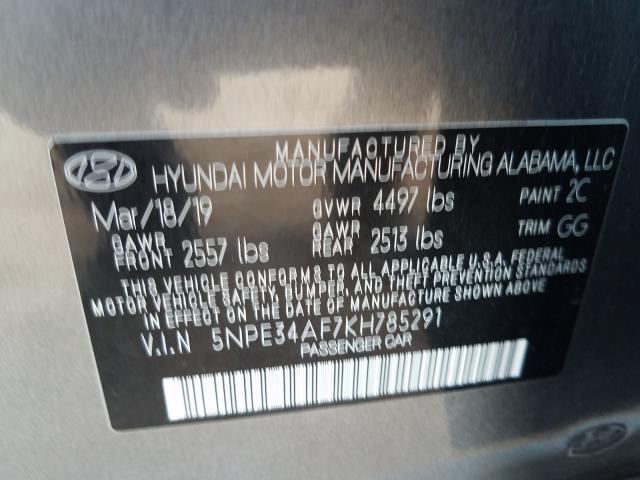 MANUFACTURED BY
HYUNDAI MOTOR MANUFACTURING ALABAMA, LLC
Mar/18/19 GVWR 4497 lbs PAINT 2C
GAWR FRONT 2557 lbs GAWR REAR 2513 lbs TRIM GG
THIS VEHICLE CONFORMS TO ALL APPLICABLE U.S.A. FEDERAL
MOTOR VEHICLE SAFETY, BUMPER, AND THEFT PREVENTION STANDARDS
IN EFFECT ON THE DATE OF MANUFACTURE SHOWN ABOVE.
V.I.N 5NPE34AF7KH785291
PASSENGER CAR